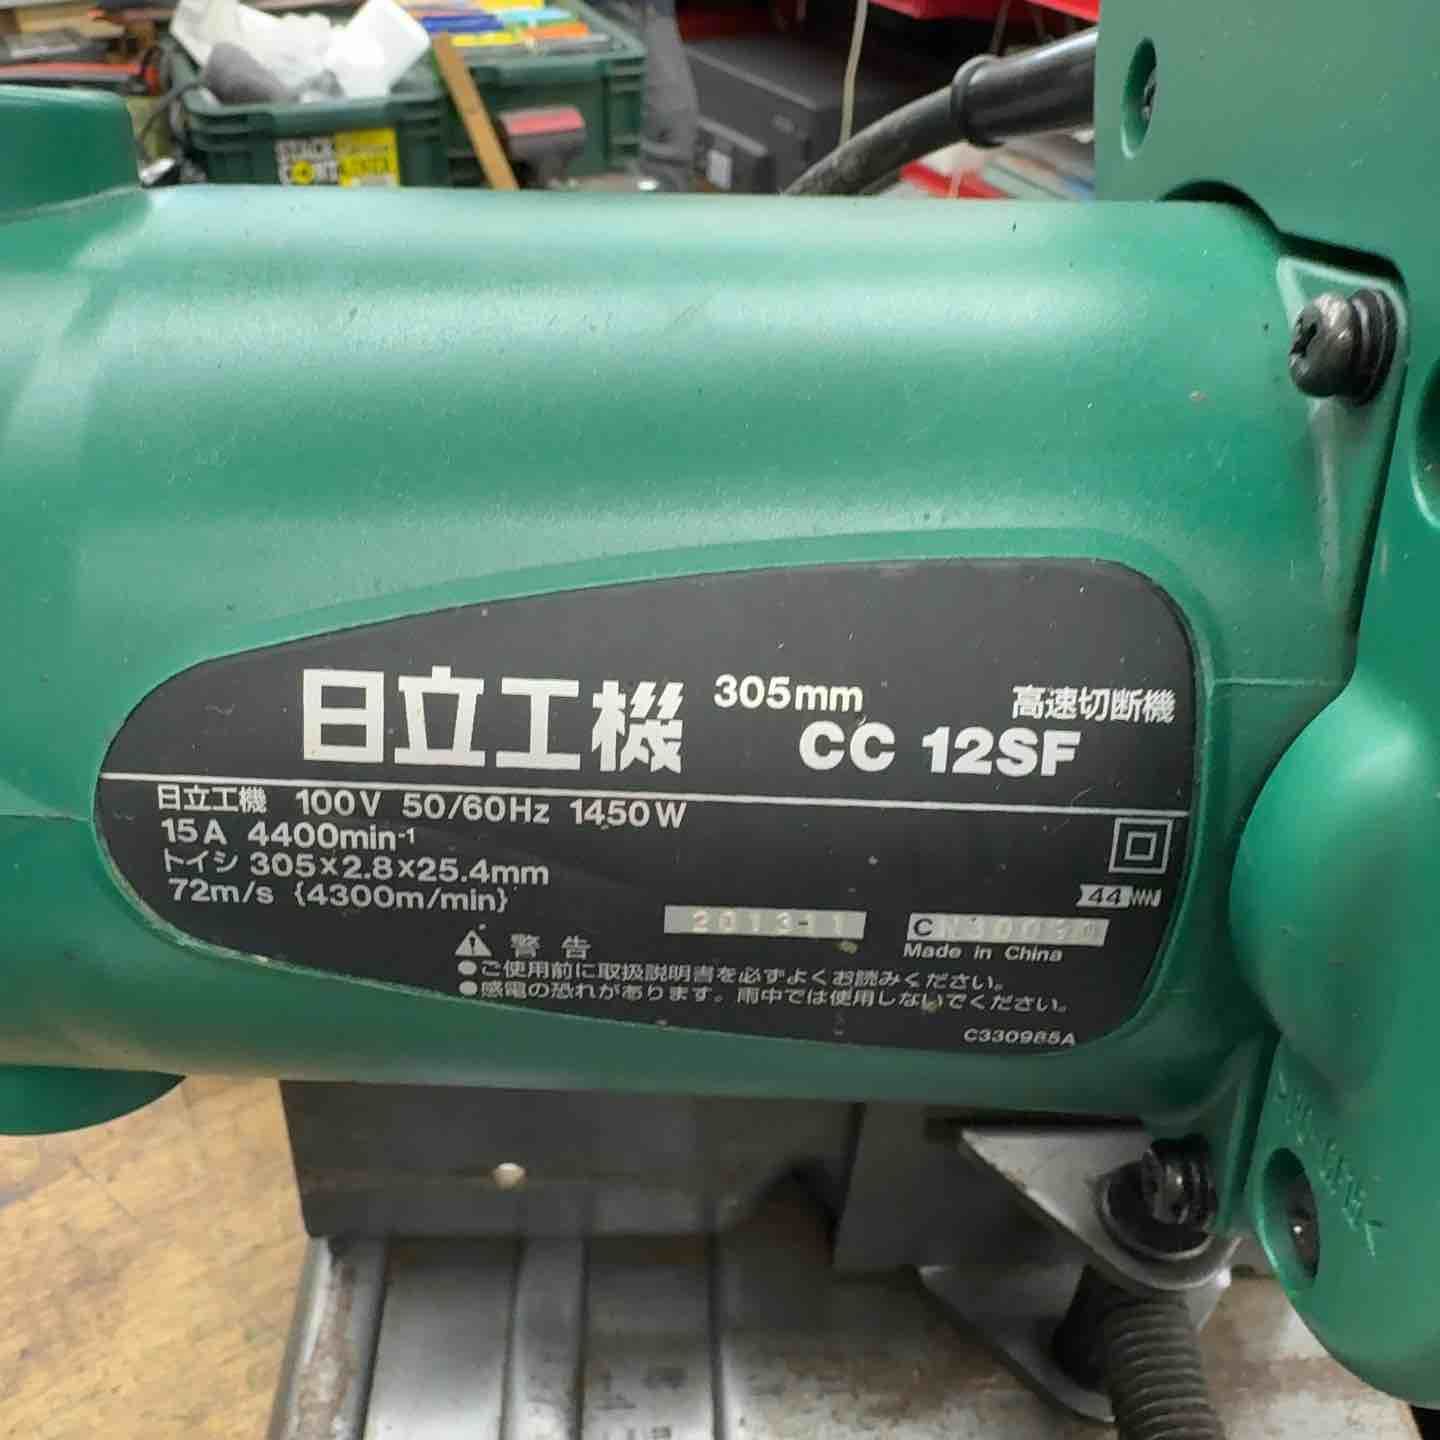 STACK
日立工機 305mm 高速切断機
CC 12SF
日立工機 100V 50/60Hz 1450W
15A 4400min-1
トイシ 305×2.8×25.4mm
72m/s {4300m/min}
44
2013-11
Made in China
警告
●ご使用前に取扱説明書を必ずよくお読みください。
●感電の恐れがあります。雨中では使用しないでください。
C330985A